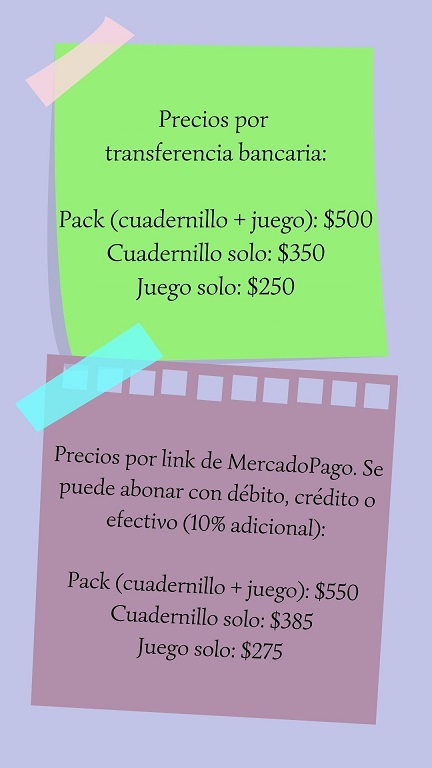 Precios por
transferencia bancaria:
Pack (cuadernillo + juego): $500
Cuadernillo solo: $350
Juego solo: $250
Precios por link de MercadoPago. Se
puede abonar con débito, crédito o
efectivo (10% adicional):
Pack (cuadernillo + juego): $550
Cuadernillo solo: $385
Juego solo: $275